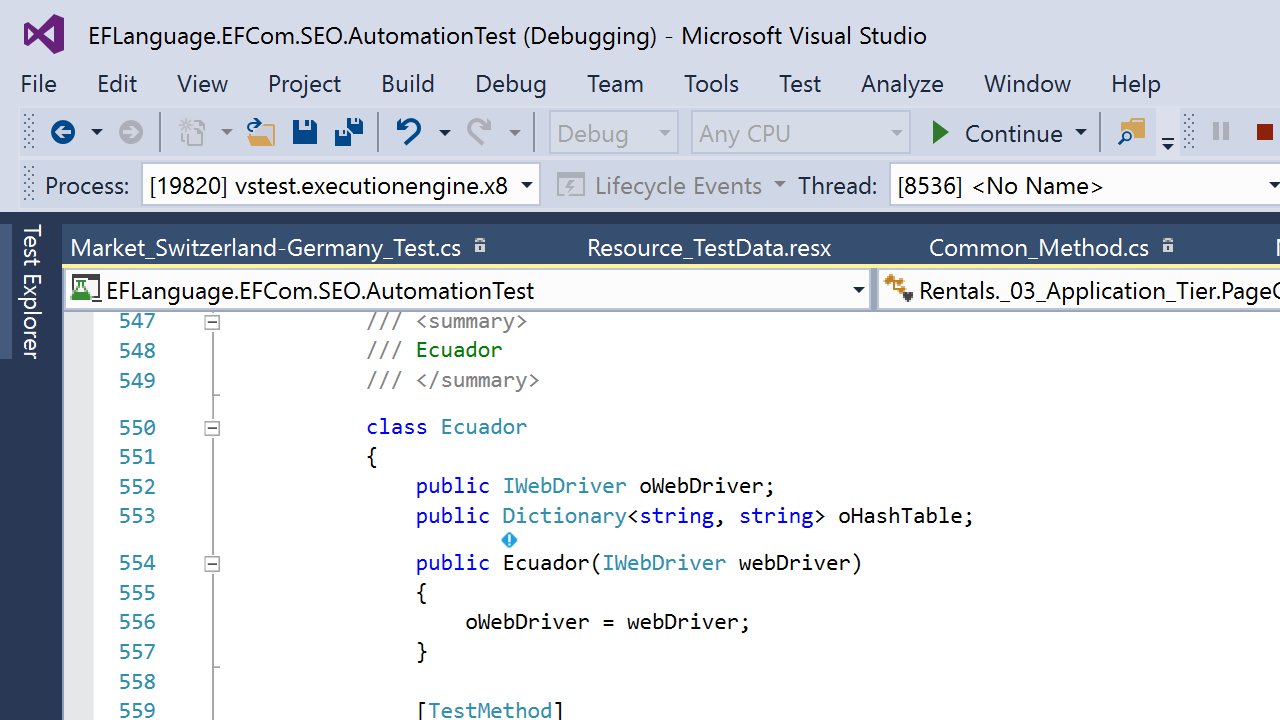 EFLanguage.EFCom.SEO.AutomationTest (Debugging) - Microsoft Visual Studio
File Edit View Project Build Debug Team Tools Test Analyze Window Help
Debug Any CPU Continue
Process: [19820] vstest.executionengine.x8 Lifecycle Events Thread: [8536] <No Name>
Test Explorer
Market_Switzerland-Germany_Test.cs Resource_TestData.resx Common_Method.cs
EFLanguage.EFCom.SEO.AutomationTest Rentals._03_Application_Tier.PageC
547 /// <summary>
548 /// Ecuador
549 /// </summary>
550 class Ecuador
551 {
552 public IWebDriver oWebDriver;
553 public Dictionary<string, string> oHashTable;
554 public Ecuador(IWebDriver webDriver)
555 {
556 oWebDriver = webDriver;
557 }
558
559 [TestMethod]